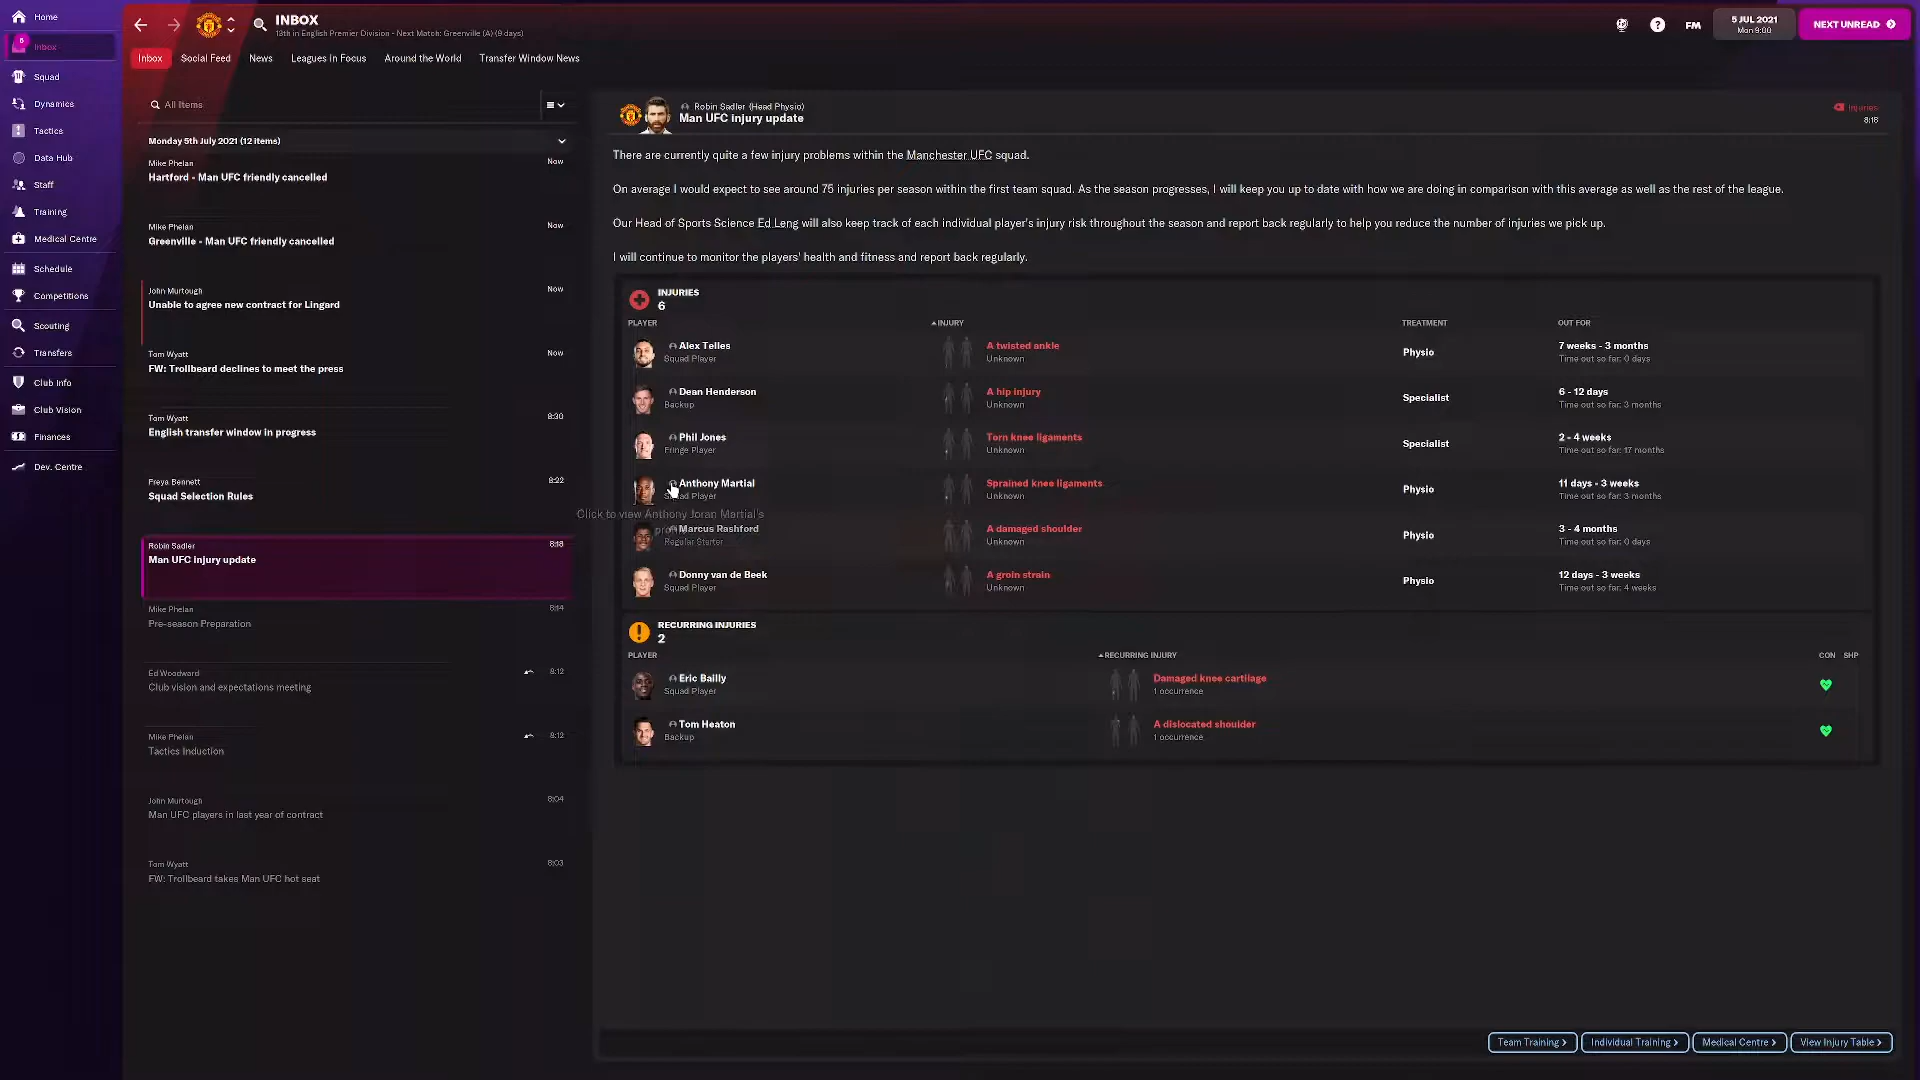 Home
INBOX
13th in English Premier Division - Next Match: Greenville (A) (9 days)
FM
5 JUL 2021
Mon 9:00
NEXT UNREAD
5
Inbox
Inbox
Social Feed
News
Leagues in Focus
Around the World
Transfer Window News
Squad
Dynamics
Tactics
Data Hub
Staff
Training
Medical Centre
Schedule
Competitions
Scouting
Transfers
Club Info
Club Vision
Finances
Dev. Centre
All Items
Monday 5th July 2021 (12 items)
Mike Phelan
Now
Hartford - Man UFC friendly cancelled
Mike Phelan
Now
Greenville - Man UFC friendly cancelled
John Murtough
Now
Unable to agree new contract for Lingard
Tom Wyatt
Now
FW: Trollbeard declines to meet the press
Tom Wyatt
8:30
English transfer window in progress
Freya Bennett
8:22
Squad Selection Rules
Robin Sadler
8:18
Man UFC injury update
Mike Phelan
8:14
Pre-season Preparation
Ed Woodward
8:12
Club vision and expectations meeting
Mike Phelan
8:12
Tactics Induction
John Murtough
8:04
Man UFC players in last year of contract
Tom Wyatt
8:03
FW: Trollbeard takes Man UFC hot seat
Robin Sadler (Head Physio)
Man UFC injury update
Injuries
8:18
There are currently quite a few injury problems within the Manchester UFC squad.
On average I would expect to see around 75 injuries per season within the first team squad. As the season progresses, I will keep you up to date with how we are doing in comparison with this average as well as the rest of the league.
Our Head of Sports Science Ed Leng will also keep track of each individual player's injury risk throughout the season and report back regularly to help you reduce the number of injuries we pick up.
I will continue to monitor the players' health and fitness and report back regularly.
INJURIES
6
PLAYER INJURY TREATMENT OUT FOR
Alex Telles A twisted ankle Physio 7 weeks - 3 months
Squad Player Unknown Time out so far: 0 days
Dean Henderson A hip injury Specialist 6 - 12 days
Backup Unknown Time out so far: 3 months
Phil Jones Torn knee ligaments Specialist 2 - 4 weeks
Fringe Player Unknown Time out so far: 17 months
Anthony Martial Sprained knee ligaments Physio 11 days - 3 weeks
Squad Player Unknown Time out so far: 3 months
Click to view Anthony Joran Martial's
Marcus Rashford A damaged shoulder Physio 3 - 4 months
Regular Starter Unknown Time out so far: 0 days
Donny van de Beek A groin strain Physio 12 days - 3 weeks
Squad Player Unknown Time out so far: 4 weeks
RECURRING INJURIES
2
PLAYER RECURRING INJURY CON SHP
Eric Bailly Damaged knee cartilage
Squad Player 1 occurrence
Tom Heaton A dislocated shoulder
Backup 1 occurrence
Team Training
Individual Training
Medical Centre
View Injury Table